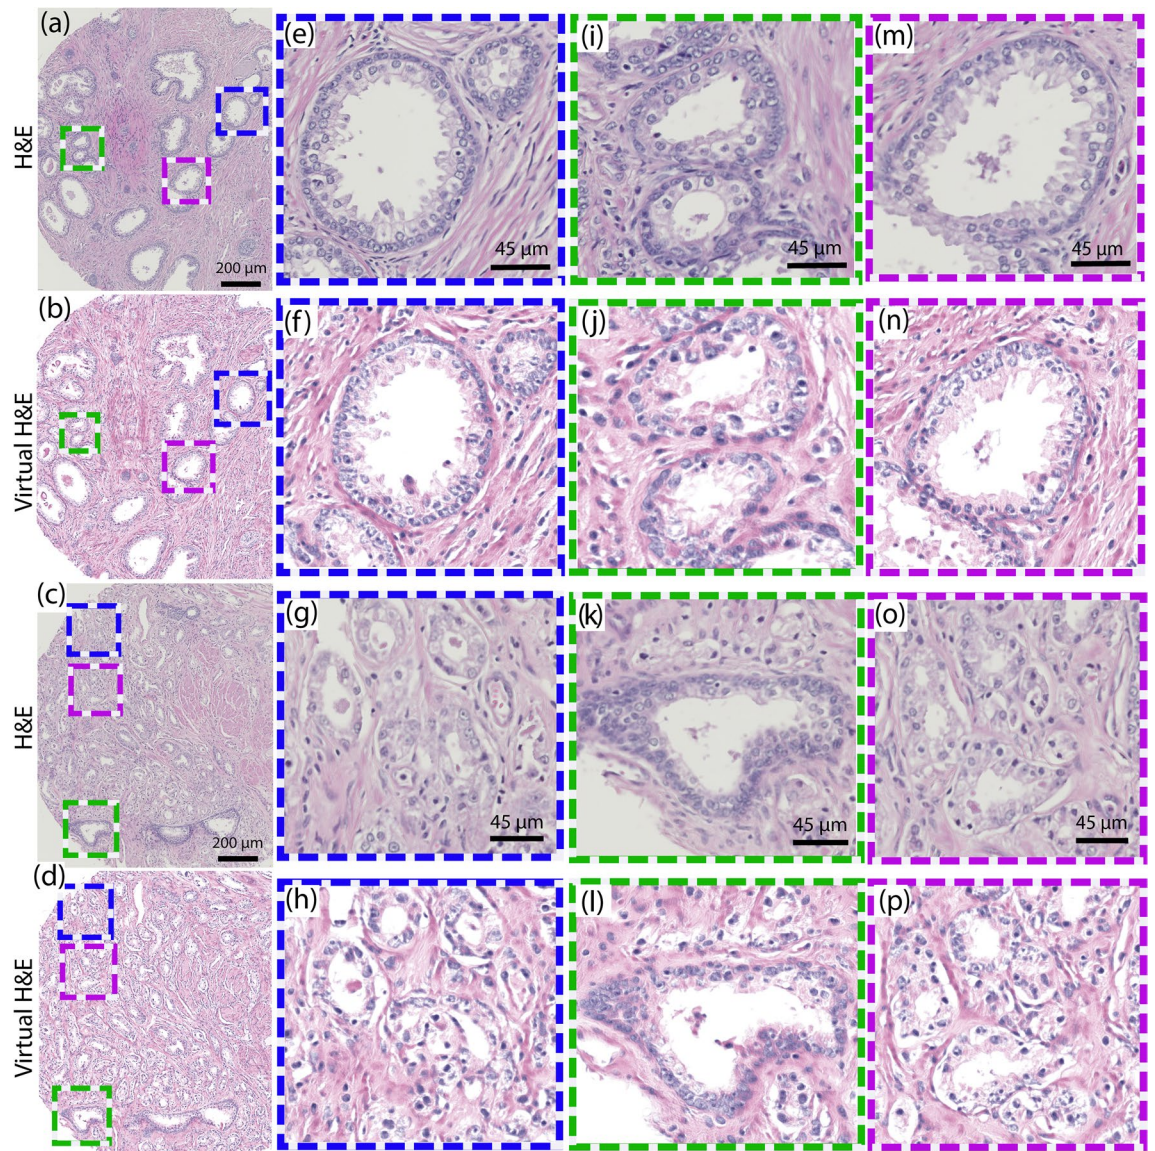 H&E
(a)
200 µm
(e)
45 µm
(i)
45 µm
(m)
45 µm
Virtual H&E
(b)
(f)
(j)
(n)
H&E
(c)
200 µm
(g)
45 µm
(k)
45 µm
(o)
45 µm
Virtual H&E
(d)
(h)
(l)
(p)